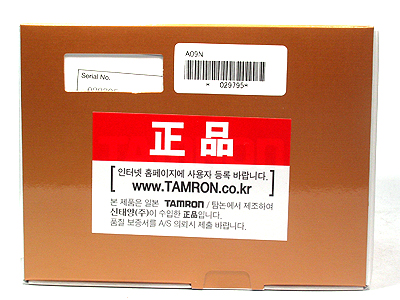 A09N
Serial No.
* 029795*
正品
인터넷 홈페이지에 사용자 등록 바랍니다.
www.TAMRON.co.kr
본 제품은 일본 TAMRON / 탐론에서 제조하여
신태양(주)이 수입한 正品입니다.
품질 보증서를 A/S 의뢰시 제출 바랍니다.